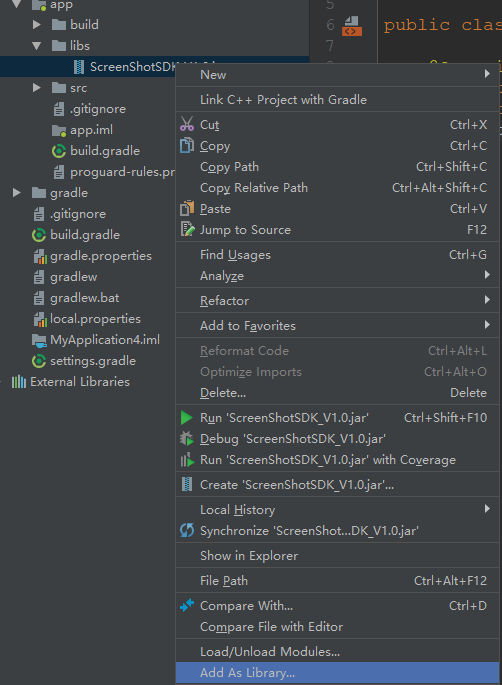 app
build
libs
ScreenShotSDK_V1.0.
src
.gitignore
app.iml
build.gradle
proguard-rules.pr
gradle
.gitignore
build.gradle
gradle.properties
gradlew
gradlew.bat
local.properties
MyApplication4.iml
settings.gradle
External Libraries
5
6 public clas
New
Link C++ Project with Gradle
Cut Ctrl+X
Copy Ctrl+C
Copy Path Ctrl+Shift+C
Copy Relative Path Ctrl+Alt+Shift+C
Paste Ctrl+V
Jump to Source F12
Find Usages Ctrl+G
Analyze
Refactor
Add to Favorites
Reformat Code Ctrl+Alt+L
Optimize Imports Ctrl+Alt+O
Delete... Delete
Run 'ScreenShotSDK_V1.0.jar' Ctrl+Shift+F10
Debug 'ScreenShotSDK_V1.0.jar'
Run 'ScreenShotSDK_V1.0.jar' with Coverage
Create 'ScreenShotSDK_V1.0.jar'...
Local History
Synchronize 'ScreenShot...DK_V1.0.jar'
Show in Explorer
File Path Ctrl+Alt+F12
Compare With... Ctrl+D
Compare File with Editor
Load/Unload Modules...
Add As Library...